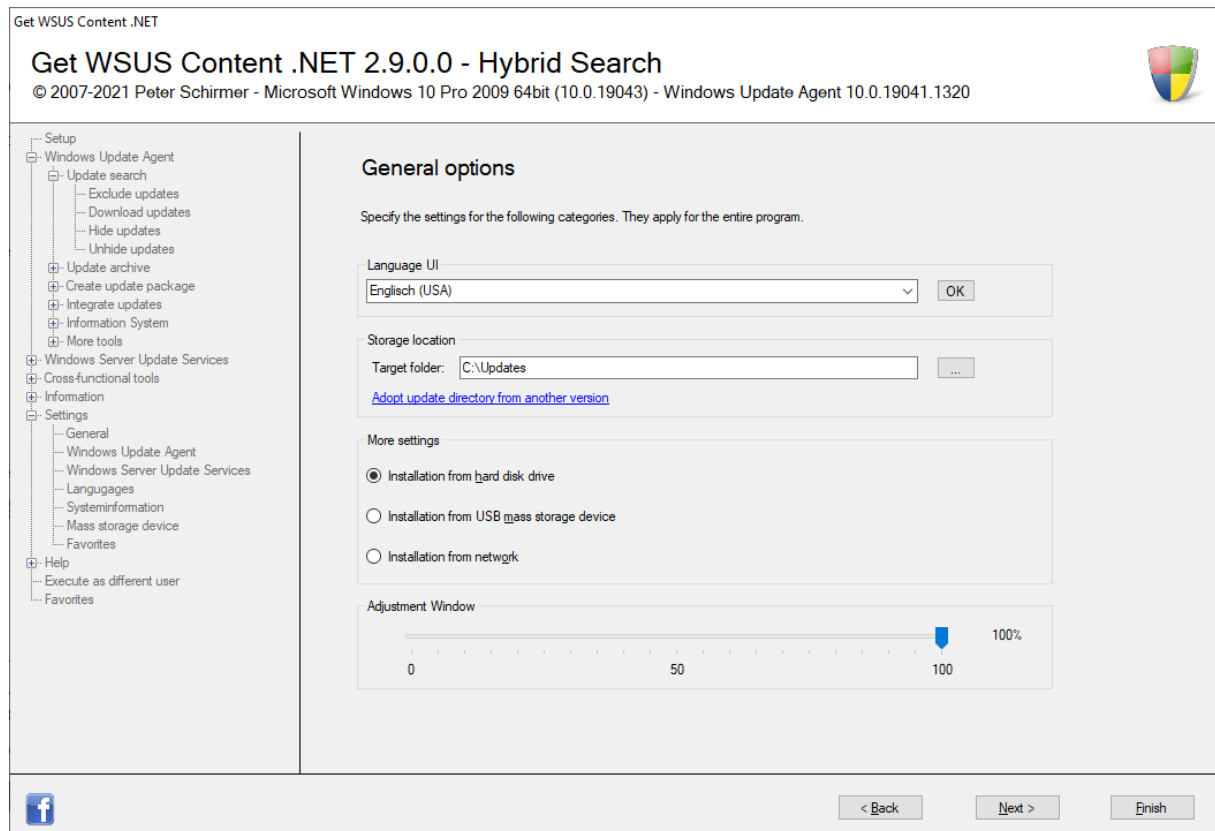 Get WSUS Content .NET
Get WSUS Content .NET 2.9.0.0 - Hybrid Search
© 2007-2021 Peter Schirmer - Microsoft Windows 10 Pro 2009 64bit (10.0.19043) - Windows Update Agent 10.0.19041.1320
Setup
Windows Update Agent
Update search
Exclude updates
Download updates
Hide updates
Unhide updates
Update archive
Create update package
Integrate updates
Information System
More tools
Windows Server Update Services
Cross-functional tools
Information
Settings
General
Windows Update Agent
Windows Server Update Services
Langugages
Systeminformation
Mass storage device
Favorites
Help
Execute as different user
Favorites
General options
Specify the settings for the following categories. They apply for the entire program.
Language UI
Englisch (USA)
OK
Storage location
Target folder:
C:\Updates
...
Adopt update directory from another version
More settings
Installation from hard disk drive
Installation from USB mass storage device
Installation from network
Adjustment Window
100%
0 50 100
f
< Back Next > Finish